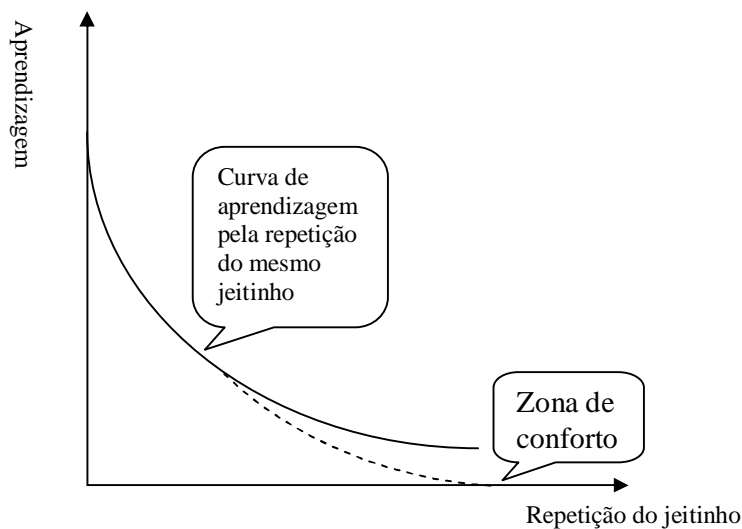 Aprendizagem
Curva de
aprendizagem
pela repetição
do mesmo
jeitinho
Zona de
conforto
Repetição do jeitinho